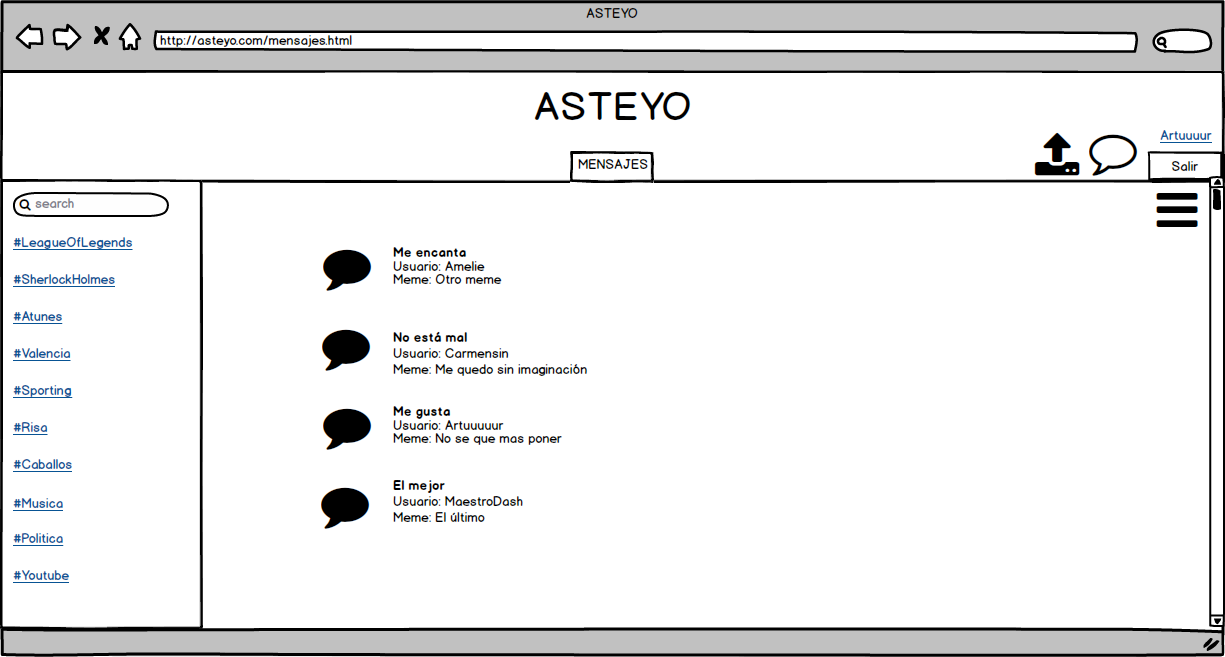 ASTEYO
http://asteyo.com/mensajes.html
ASTEYO
Artuuuur
MENSAJES
Salir
search
#LeagueOfLegends
#SherlockHolmes
#Atunes
#Valencia
#Sporting
#Risa
#Caballos
#Musica
#Politica
#Youtube
Me encanta
Usuario: Amelie
Meme: Otro meme
No está mal
Usuario: Carmensin
Meme: Me quedo sin imaginación
Me gusta
Usuario: Artuuuuur
Meme: No se que mas poner
El mejor
Usuario: MaestroDash
Meme: El último